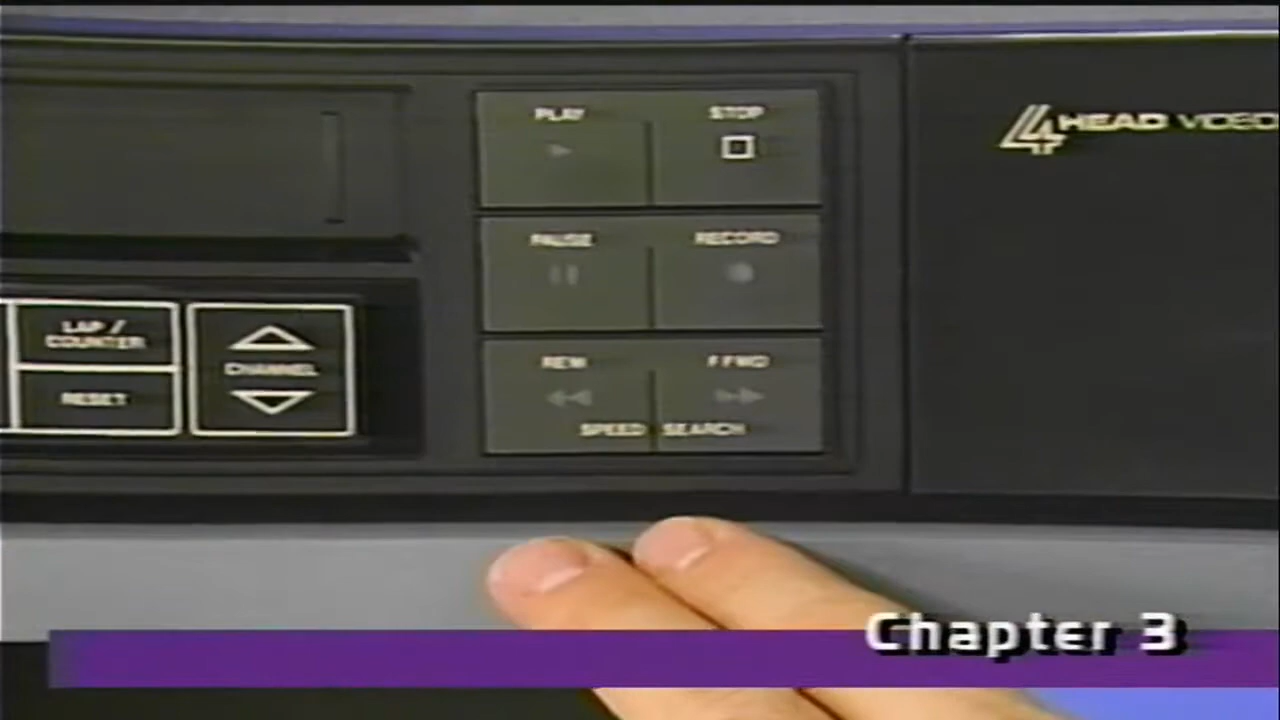 PLAY STOP
4 HEAD VIDEO
PAUSE RECORD
LAP /
COUNTER
CHANNEL
RESET
REW F FWD
SPEED SEARCH
Chapter 3